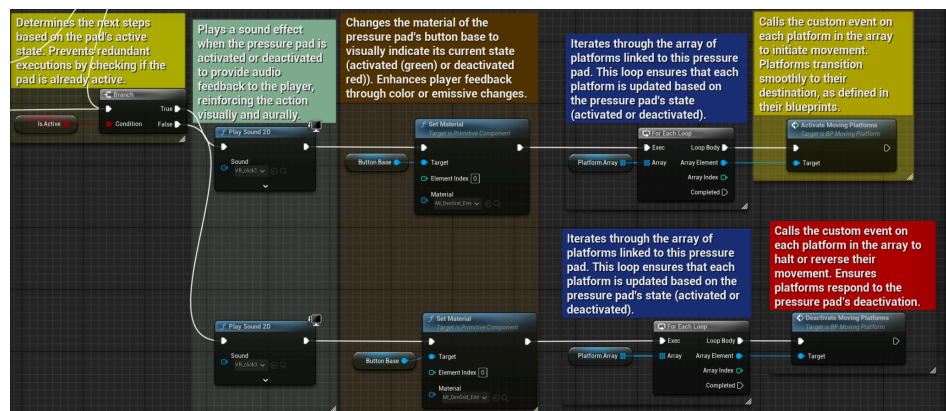 Determines the next steps
based on the pad's active
state. Prevents redundant
executions by checking if the
pad is already active.
Branch
True
Is Active
Condition
False
Plays a sound effect
when the pressure pad is
activated or deactivated
to provide audio
feedback to the player,
reinforcing the action
visually and aurally.
Play Sound 2D
Sound
VR_click1
Changes the material of the
pressure pad's button base to
visually indicate its current state
(activated (green) or deactivated
red)). Enhances player feedback
through color or emissive changes.
Set Material
Target is Primitive Component
Button Base
Target
Element Index 0
Material
MI_DevGrid_Emi
Iterates through the array of
platforms linked to this pressure
pad. This loop ensures that each
platform is updated based on
the pressure pad's state
(activated or deactivated).
For Each Loop
Exec
Loop Body
Platform Array
Array
Array Element
Array Index
Completed
Calls the custom event on
each platform in the array
to initiate movement.
Platforms transition
smoothly to their
destination, as defined in
their blueprints.
Activate Moving Platforms
Target is BP Moving Platform
Target
Play Sound 2D
Sound
VR_click3
Set Material
Target is Primitive Component
Button Base
Target
Element Index 0
Material
MI_DevGrid_Emi
Iterates through the array of
platforms linked to this pressure
pad. This loop ensures that each
platform is updated based on the
pressure pad's state (activated or
deactivated).
For Each Loop
Exec
Loop Body
Platform Array
Array
Array Element
Array Index
Completed
Calls the custom event on
each platform in the array to
halt or reverse their
movement. Ensures
platforms respond to the
pressure pad's deactivation.
Deactivate Moving Platforms
Target is BP Moving Platform
Target